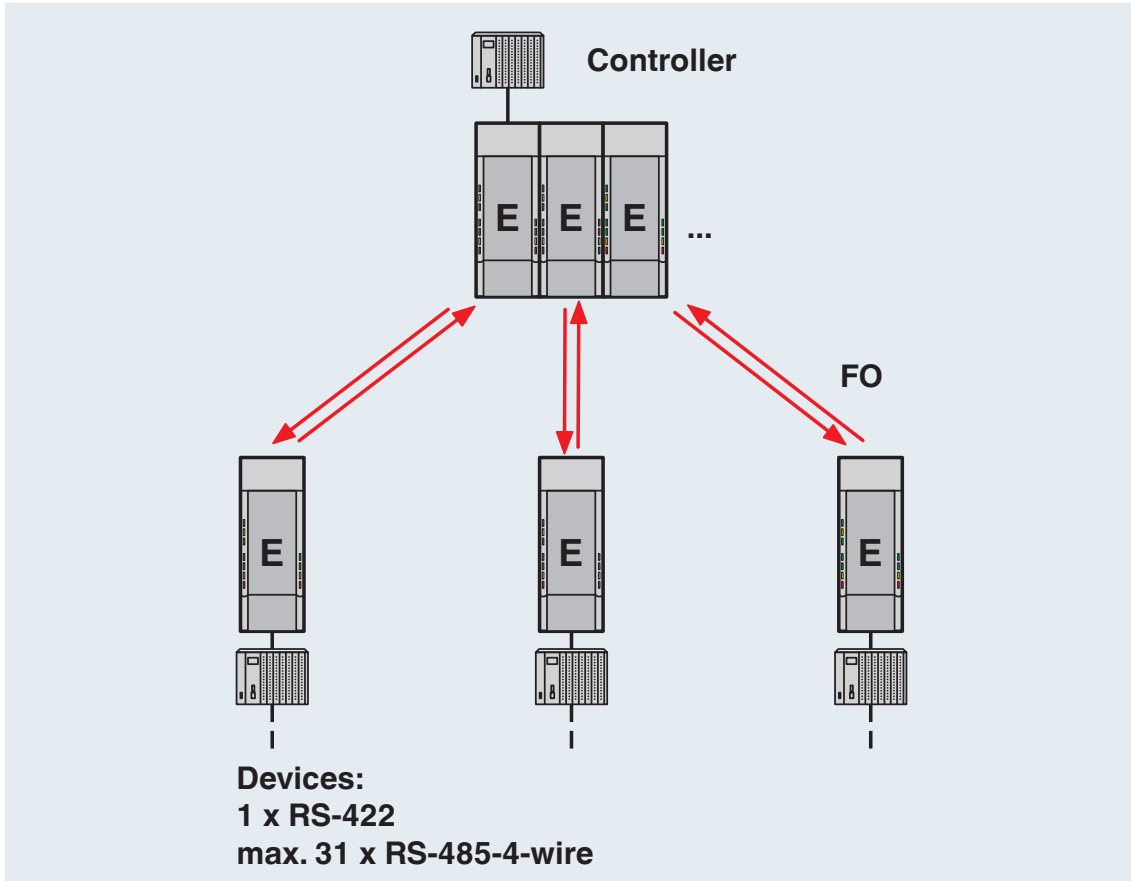 Controller
E E E ...
FO
E E E
Devices:
1 x RS-422
max. 31 x RS-485-4-wire